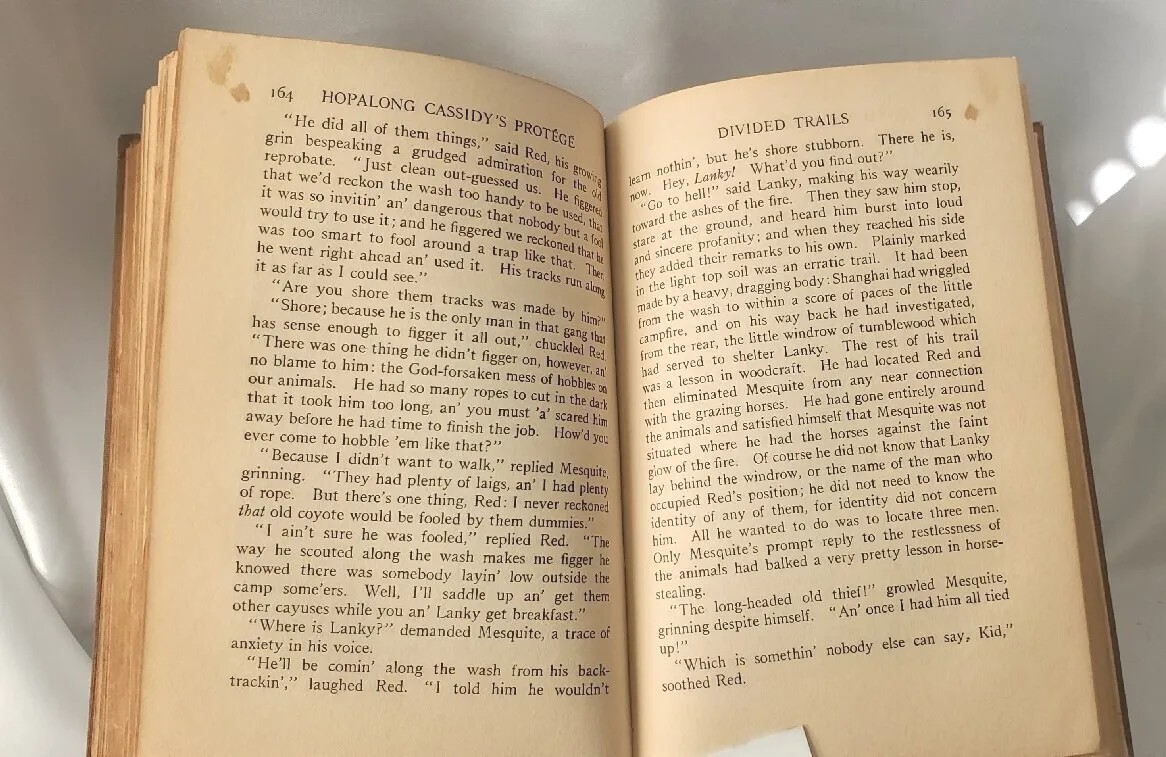 164 HOPALONG CASSIDY'S PROTÉGÉ
"He did all of them things," said Red, his growing
grin bespeaking a grudged admiration for the old
reprobate. "Just clean out-guessed us. He figgered
that we'd reckon the wash too handy to be used, that
it was so invitin' an' dangerous that nobody but a fool
would try to use it; and he figgered we reckoned that he
was too smart to fool around a trap like that. Then
he went right ahead an' used it. His tracks run along
it as far as I could see."
"Are you shore them tracks was made by him?"
"Shore; because he is the only man in that gang that
has sense enough to figger it all out," chuckled Red.
"There was one thing he didn't figger on, however, an'
no blame to him: the God-forsaken mess of hobbles on
our animals. He had so many ropes to cut in the dark
that it took him too long, an' you must 'a' scared him
away before he had time to finish the job. How'd you
ever come to hobble 'em like that?"
"Because I didn't want to walk," replied Mesquite,
grinning. "They had plenty of laigs, an' I had plenty
of rope. But there's one thing, Red: I never reckoned
that old coyote would be fooled by them dummies."
"I ain't sure he was fooled," replied Red. "The
way he scouted along the wash makes me figger he
knowed there was somebody layin' low outside the
camp some'ers. Well, I'll saddle up an' get them
other cayuses while you an' Lanky get breakfast."
"Where is Lanky?" demanded Mesquite, a trace of
anxiety in his voice.
"He'll be comin' along the wash from his back-
trackin'," laughed Red. "I told him he wouldn't
DIVIDED TRAILS 165
learn nothin', but he's shore stubborn. There he is,
now. Hey, Lanky! What'd you find out?"
"Go to hell!" said Lanky, making his way wearily
toward the ashes of the fire. Then they saw him stop,
stare at the ground, and heard him burst into loud
and sincere profanity; and when they reached his side
they added their remarks to his own. Plainly marked
in the light top soil was an erratic trail. It had been
made by a heavy, dragging body: Shanghai had wriggled
from the wash to within a score of paces of the little
campfire, and on his way back he had investigated,
from the rear, the little windrow of tumblewood which
had served to shelter Lanky. The rest of his trail
was a lesson in woodcraft. He had located Red and
then eliminated Mesquite from any near connection
with the grazing horses. He had gone entirely around
the animals and satisfied himself that Mesquite was not
situated where he had the horses against the faint
glow of the fire. Of course he did not know that Lanky
lay behind the windrow, or the name of the man who
occupied Red's position; he did not need to know the
identity of any of them, for identity did not concern
him. All he wanted to do was to locate three men.
Only Mesquite's prompt reply to the restlessness of
the animals had balked a very pretty lesson in horse-
stealing.
"The long-headed old thief!" growled Mesquite,
grinning despite himself. "An' once I had him all tied
up!"
"Which is somethin' nobody else can say, Kid,"
soothed Red.